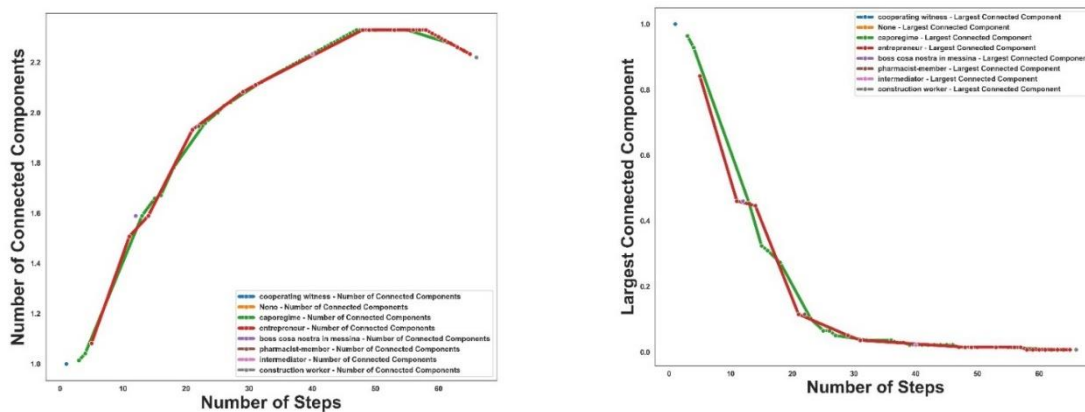 Number of Connected Components
2.2
2.0
1.8
1.6
1.4
1.2
1.0
0
10
20
30
40
50
60
Number of Steps
cooperating witness - Number of Connected Components
None - Number of Connected Components
caporegime - Number of Connected Components
entrepreneur - Number of Connected Components
boss cosa nostra in messina - Number of Connected Components
pharmacist-member - Number of Connected Components
intermediator - Number of Connected Components
construction worker - Number of Connected Components
Largest Connected Component
1.0
0.8
0.6
0.4
0.2
0.0
0
10
20
30
40
50
60
Number of Steps
cooperating witness - Largest Connected Component
None - Largest Connected Component
caporegime - Largest Connected Component
entrepreneur - Largest Connected Component
boss cosa nostra in messina - Largest Connected Component
pharmacist-member - Largest Connected Component
intermediator - Largest Connected Component
construction worker - Largest Connected Component